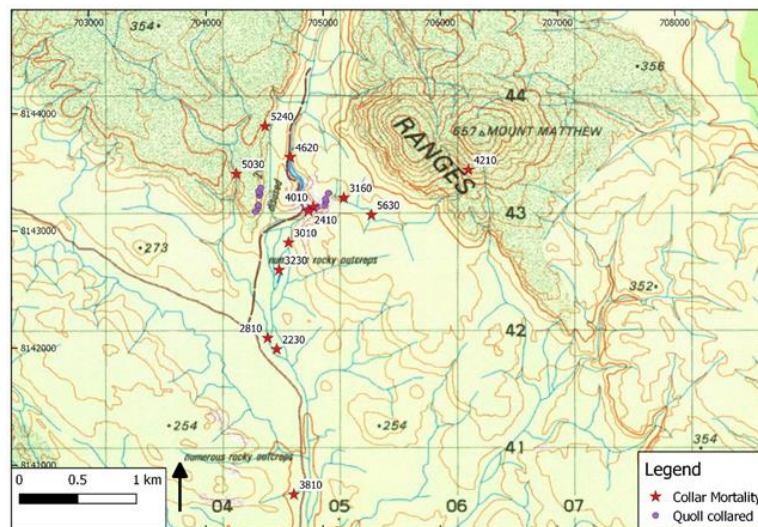 703000 704000 705000 706000 707000 708000
354
356
8144000
44
5240
657 MOUNT MATTHEW
4620
RANGES
5030
4210
4010
3160
8143000
43
2410
5630
3010
273
numerous rocky outcrops
3230
352
2810
42
8142000
2230
254
254
41
354
numerous rocky outcrops
8141000
Legend
0 0.5 1 km
3810
Collar Mortality
04 05 06 07
Quoll collared